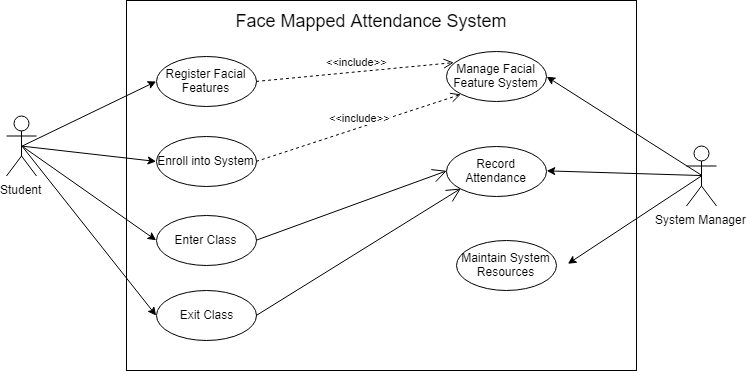 Face Mapped Attendance System
Register Facial
Features
<<include>>
Manage Facial
Feature System
<<include>>
Student
Enroll into System
Record
Attendance
System Manager
Enter Class
Maintain System
Resources
Exit Class